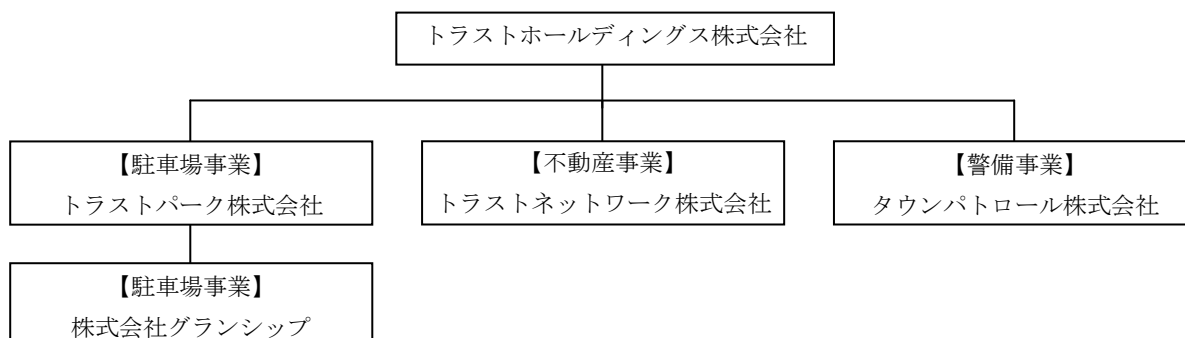 トラストホールディングス株式会社
【駐車場事業】
トラストパーク株式会社
【不動産事業】
トラストネットワーク株式会社
【警備事業】
タウンパトロール株式会社
【駐車場事業】
株式会社グランシップ